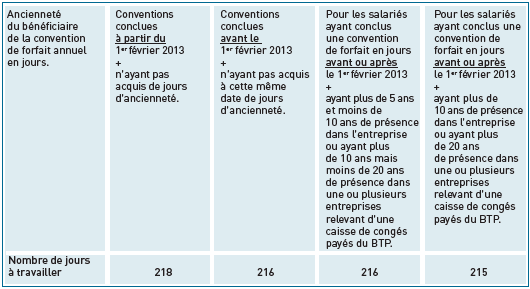 Ancienneté
du bénéficiaire
de la convention
de forfait annuel
en jours.
Conventions
conclues
à partir du
1er février 2013
+
n'ayant pas
acquis de jours
d'ancienneté.
Conventions
conclues
avant le
1er février 2013
+
n'ayant pas acquis
à cette même
date de jours
d'ancienneté.
Pour les salariés
ayant conclus
une convention
de forfait en jours
avant ou après
le 1er février 2013
+
ayant plus de 5 ans
et moins de
10 ans de présence
dans l'entreprise
ou ayant plus
de 10 ans mais
moins de 20 ans
de présence dans
une ou plusieurs
entreprises
relevant d'une
caisse de congés
payés du BTP.
Pour les salariés
ayant conclus une
convention de
forfait en jours
avant ou après
le 1er février 2013
+
ayant plus de
10 ans de présence
dans l'entreprise
ou ayant plus
de 20 ans
de présence dans
une ou plusieurs
entreprises
relevant d'une
caisse de congés
payés du BTP.
Nombre de jours
à travailler
218
216
216
215